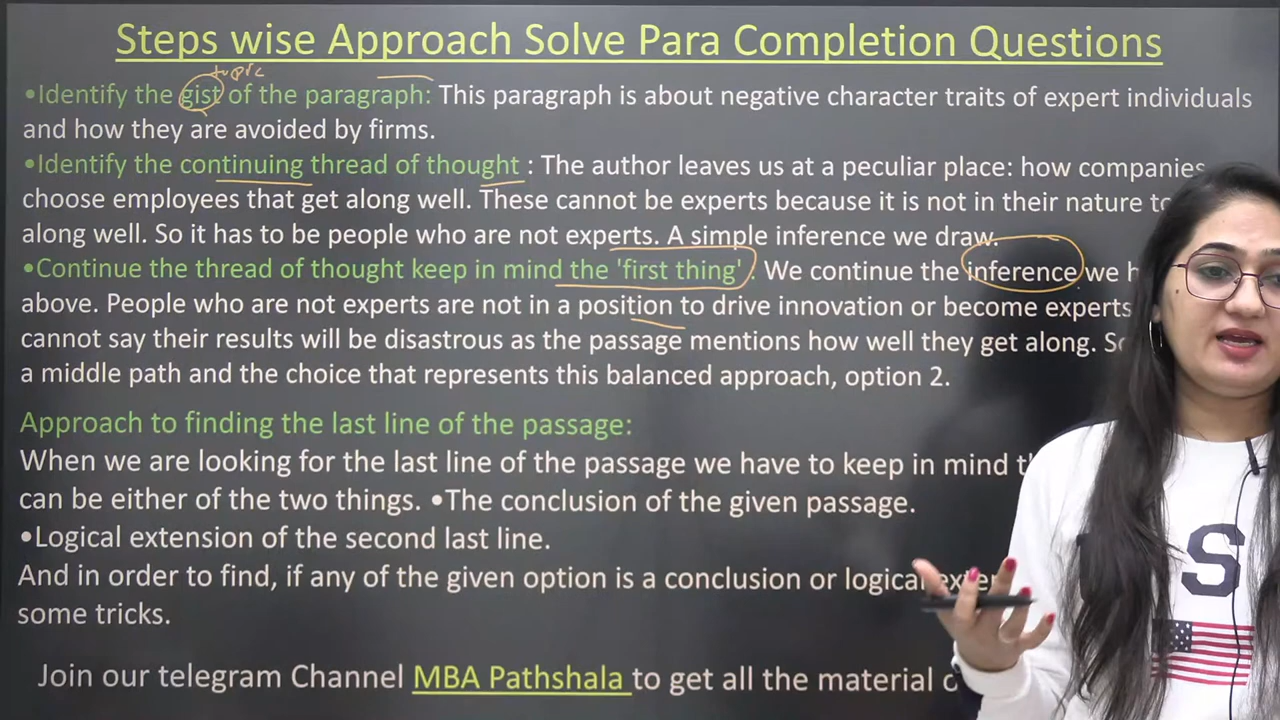 Steps wise Approach Solve Para Completion Questions
topic
•Identify the gist of the paragraph: This paragraph is about negative character traits of expert individuals
and how they are avoided by firms.
•Identify the continuing thread of thought : The author leaves us at a peculiar place: how companies
choose employees that get along well. These cannot be experts because it is not in their nature to
along well. So it has to be people who are not experts. A simple inference we draw.
•Continue the thread of thought keep in mind the 'first thing' . We continue the inference we
above. People who are not experts are not in a position to drive innovation or become experts
cannot say their results will be disastrous as the passage mentions how well they get along. So
a middle path and the choice that represents this balanced approach, option 2.
Approach to finding the last line of the passage:
When we are looking for the last line of the passage we have to keep in mind
can be either of the two things. •The conclusion of the given passage.
•Logical extension of the second last line.
And in order to find, if any of the given option is a conclusion or logical
some tricks.
Join our telegram Channel MBA Pathshala to get all the material
S